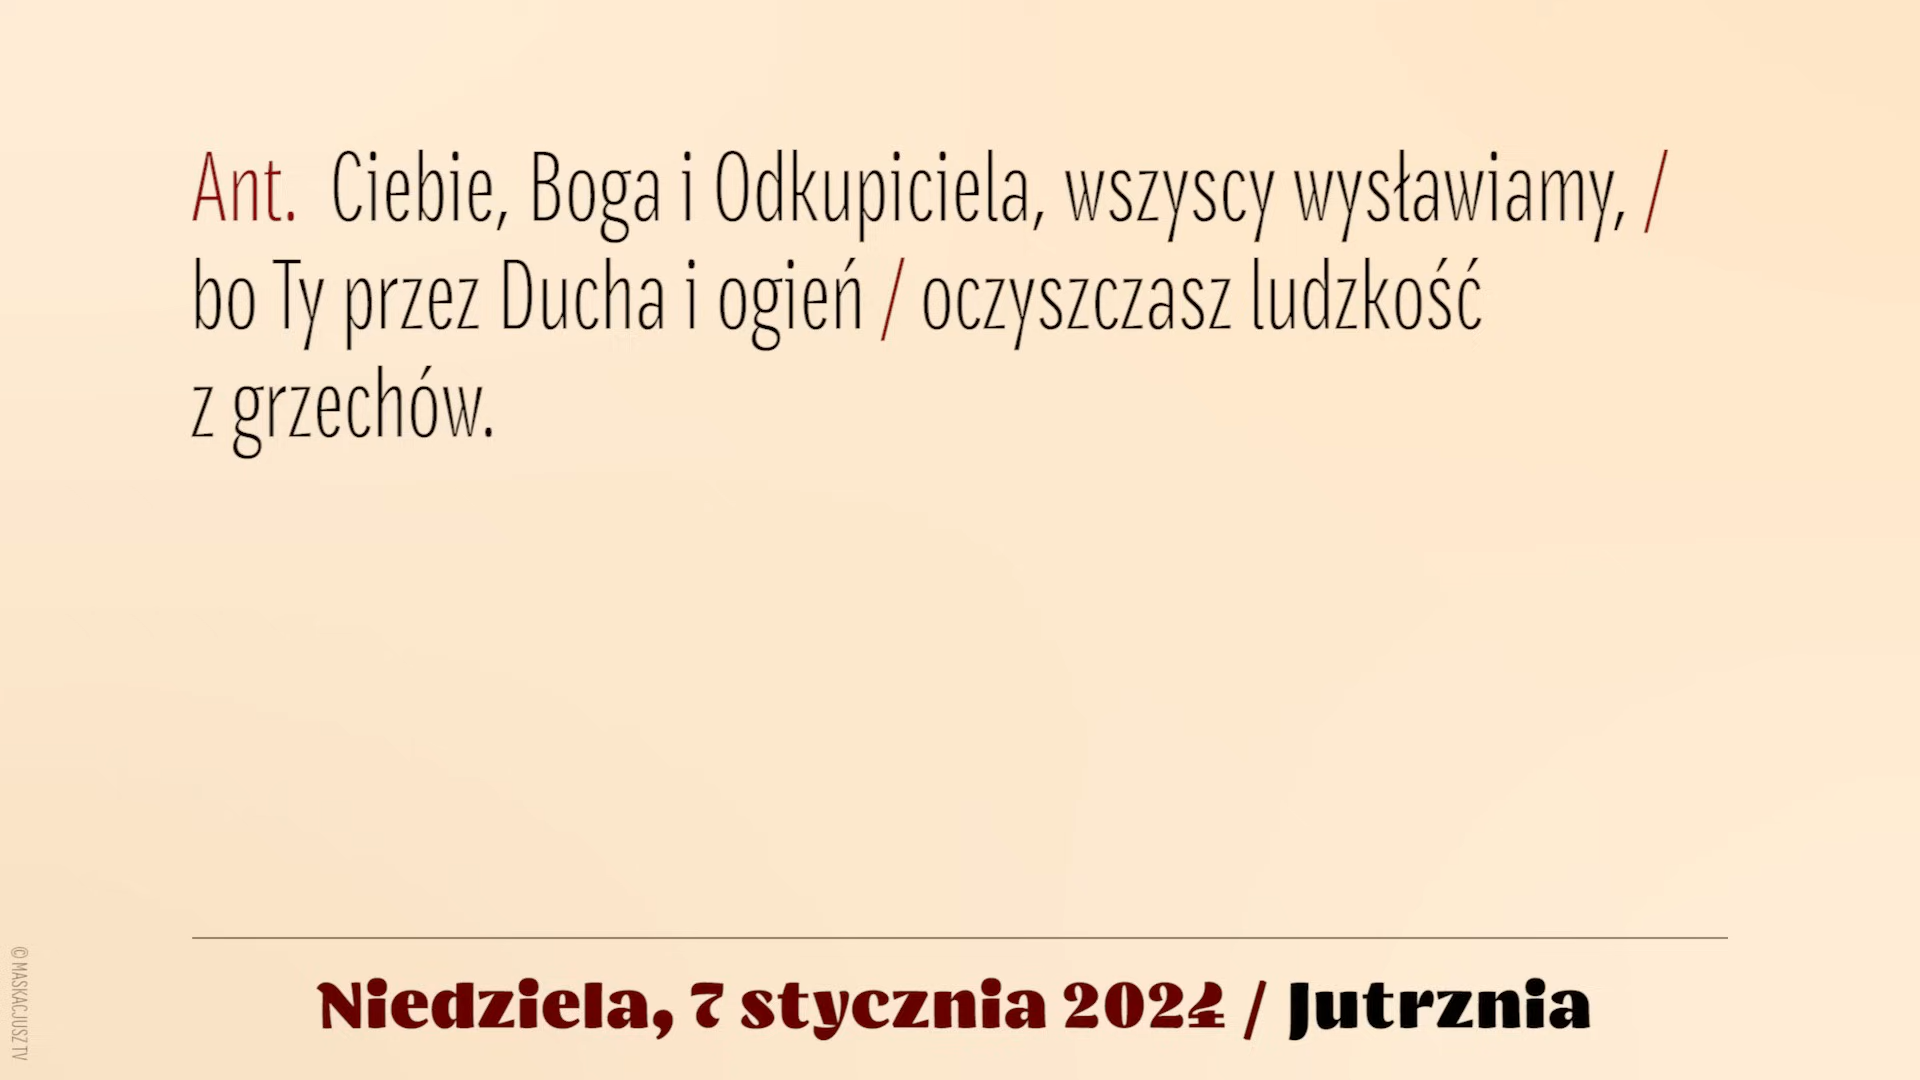 Ant. Ciebie, Boga i Odkupiciela, wszyscy wysławiamy, /
bo Ty przez Ducha i ogień / oczyszczasz ludzkość
z grzechów.
Niedziela, 7 stycznia 2024 / Jutrznia
© MASKACJUSZ TV